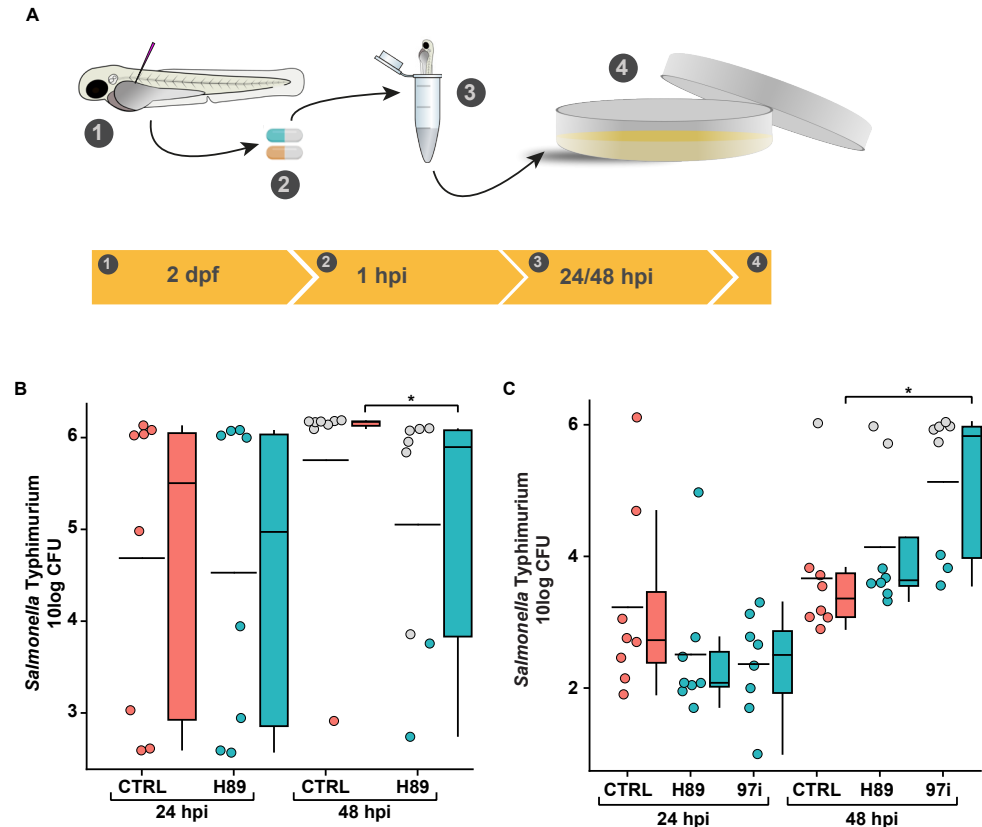 A
1
2
3
4
1 2 dpf
2 1 hpi
3 24/48 hpi
4
B
Salmonella Typhimurium
10log CFU
6
5
4
3
*
CTRL H89 CTRL H89
24 hpi 48 hpi
C
Salmonella Typhimurium
10log CFU
6
4
2
*
CTRL H89 97i CTRL H89 97i
24 hpi 48 hpi